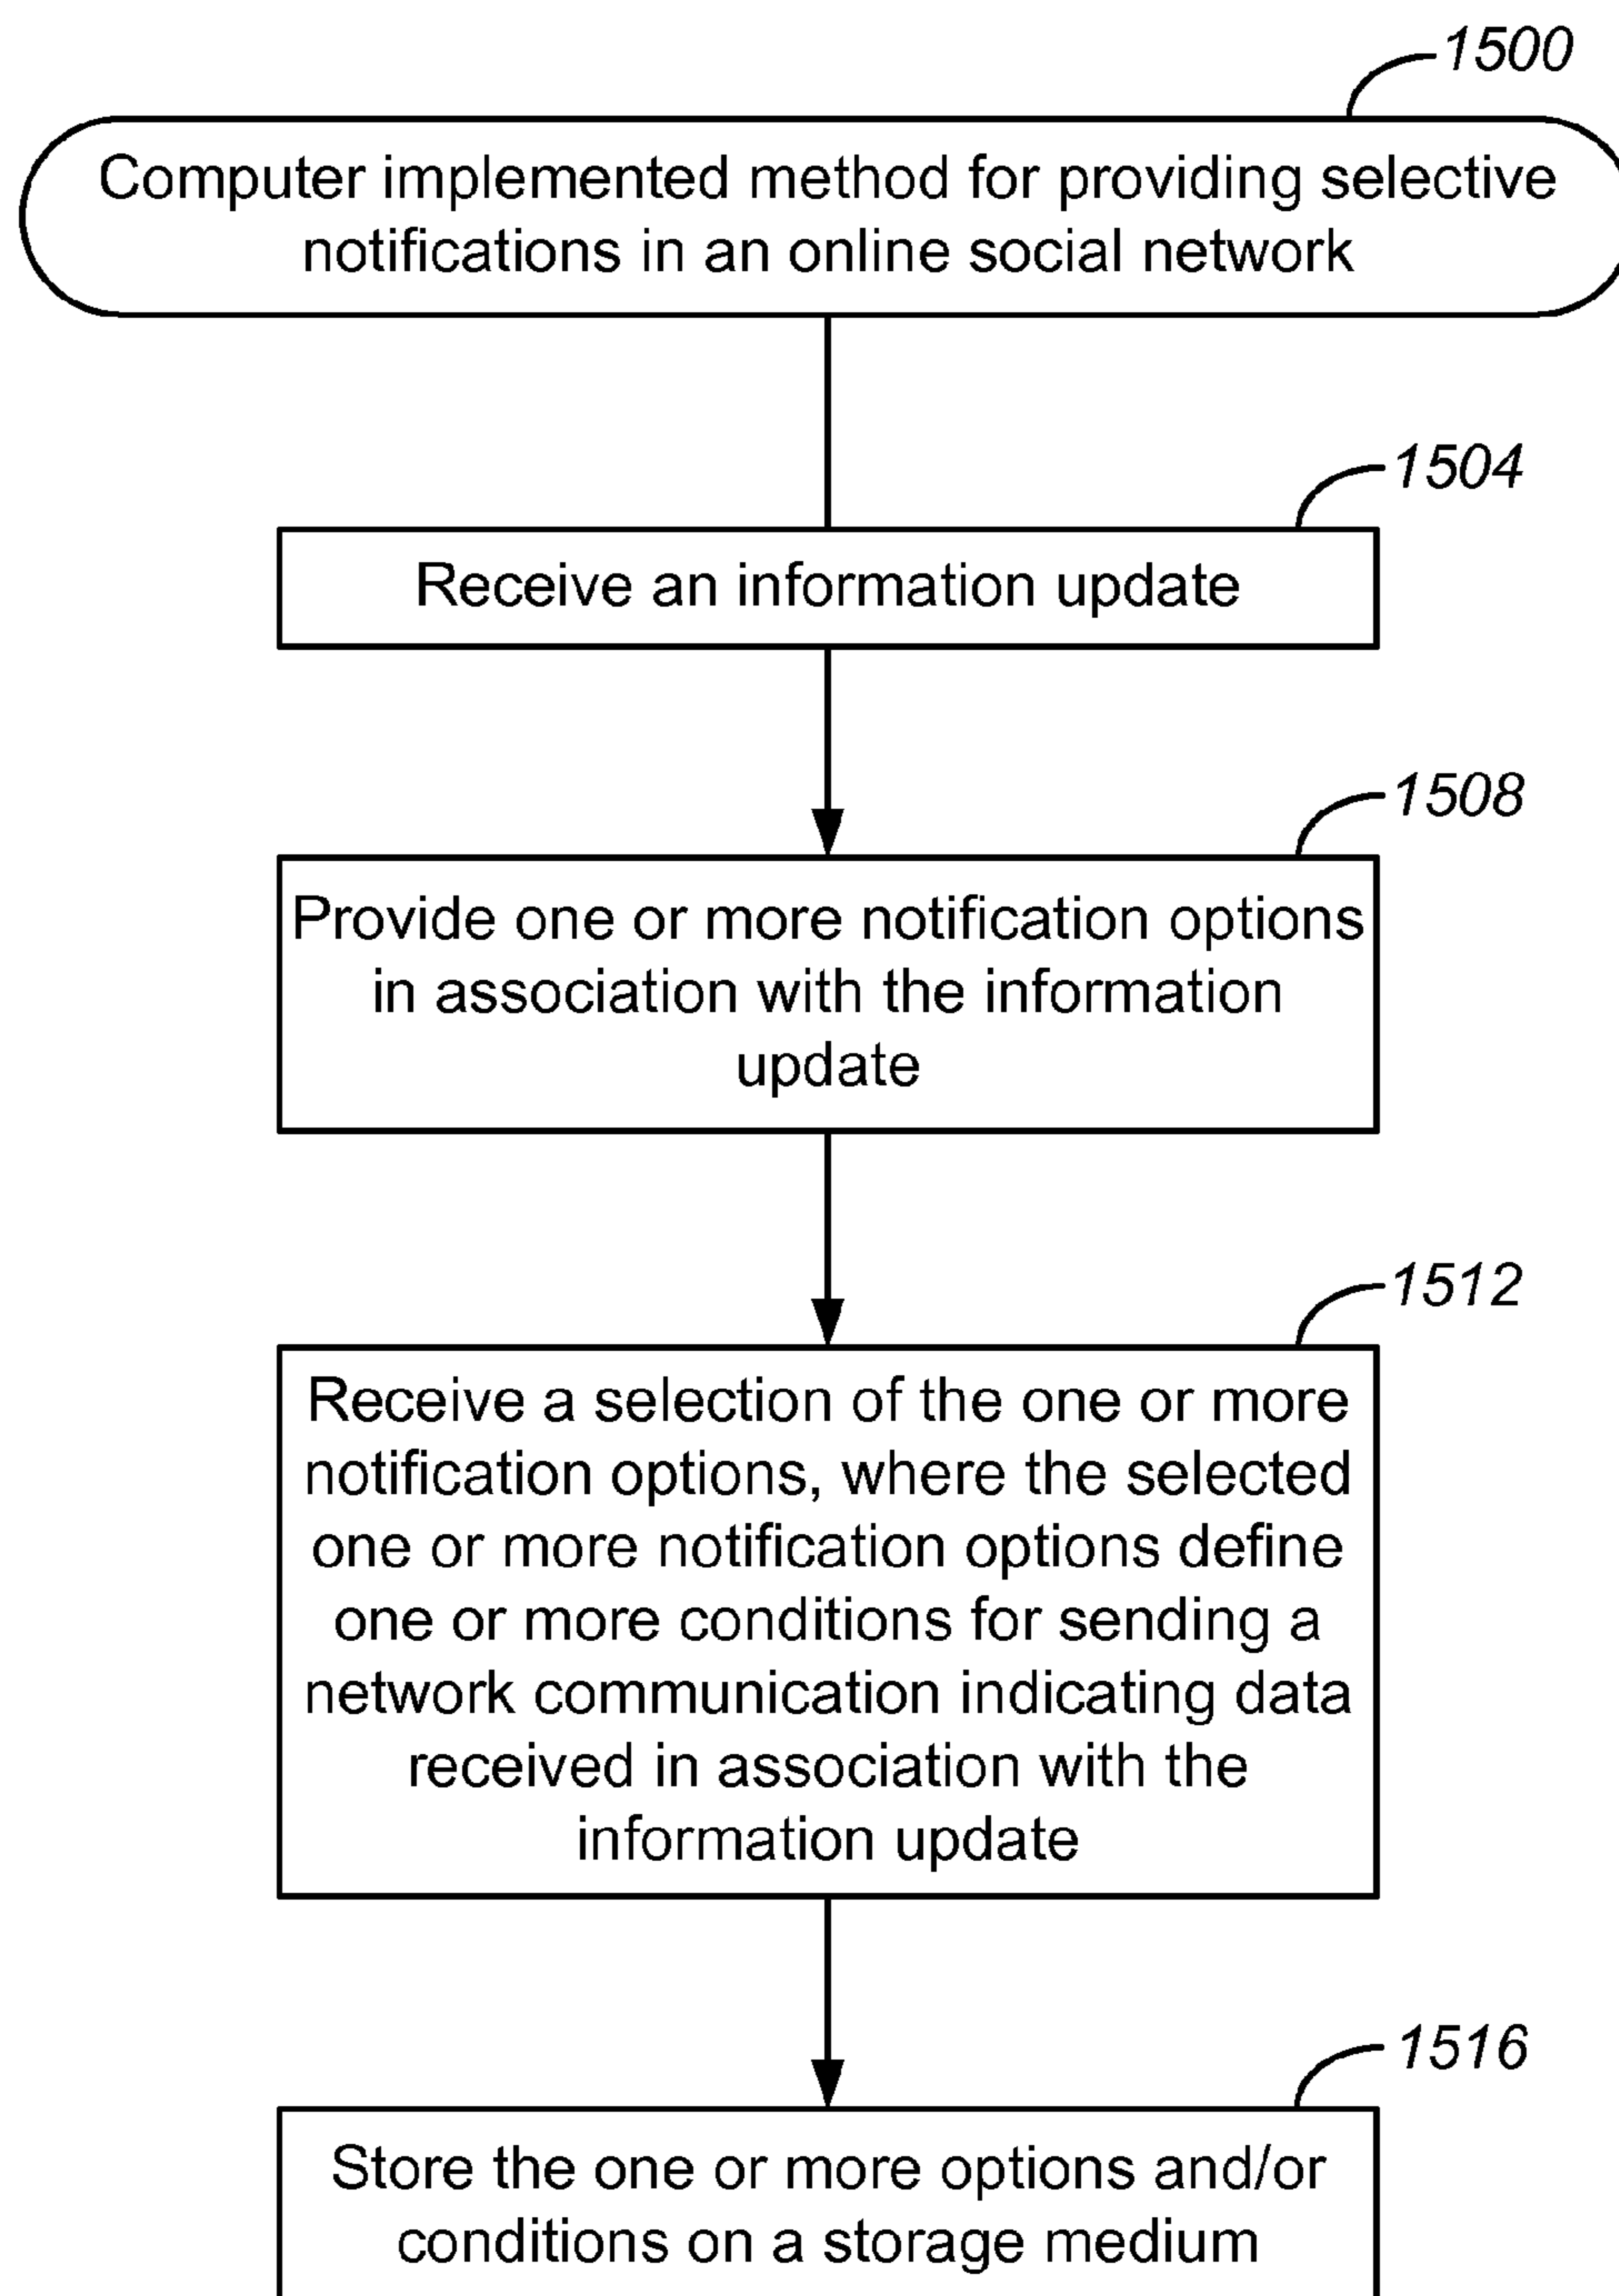 1500
Computer implemented method for providing selective
notifications in an online social network
1504
Receive an information update
1508
Provide one or more notification options
in association with the information
update
1512
Receive a selection of the one or more
notification options, where the selected
one or more notification options define
one or more conditions for sending a
network communication indicating data
received in association with the
information update
1516
Store the one or more options and/or
conditions on a storage medium